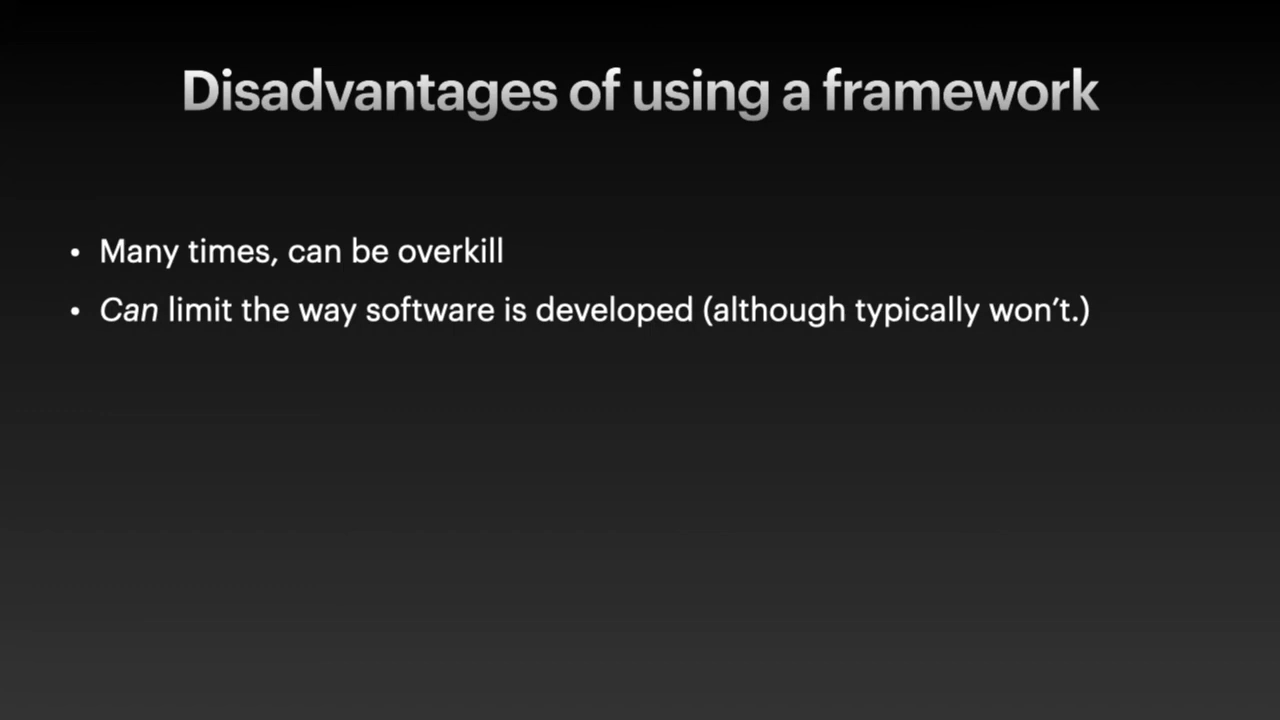 Disadvantages of using a framework
• Many times, can be overkill
• Can limit the way software is developed (although typically won’t.)